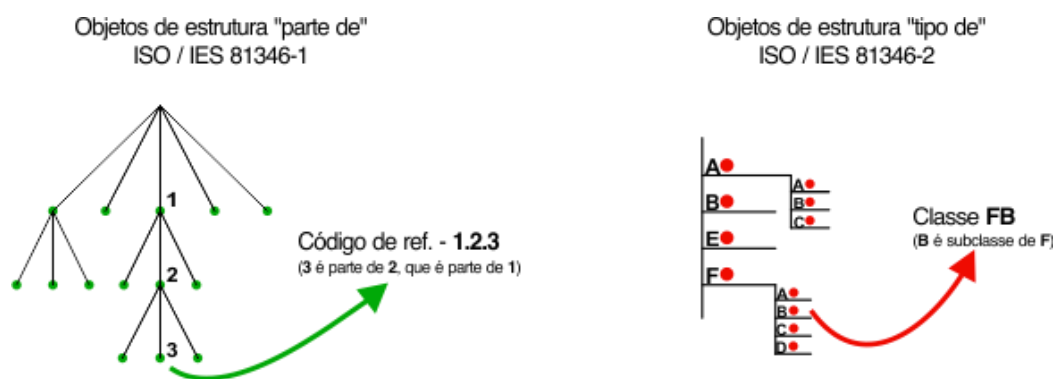 Objetos de estrutura "parte de"
ISO / IES 81346-1
1
2
3
Código de ref. - 1.2.3
(3 é parte de 2, que é parte de 1)
Objetos de estrutura "tipo de"
ISO / IES 81346-2
A
A
B
C
B
E
F
A
B
C
D
Classe FB
(B é subclasse de F)